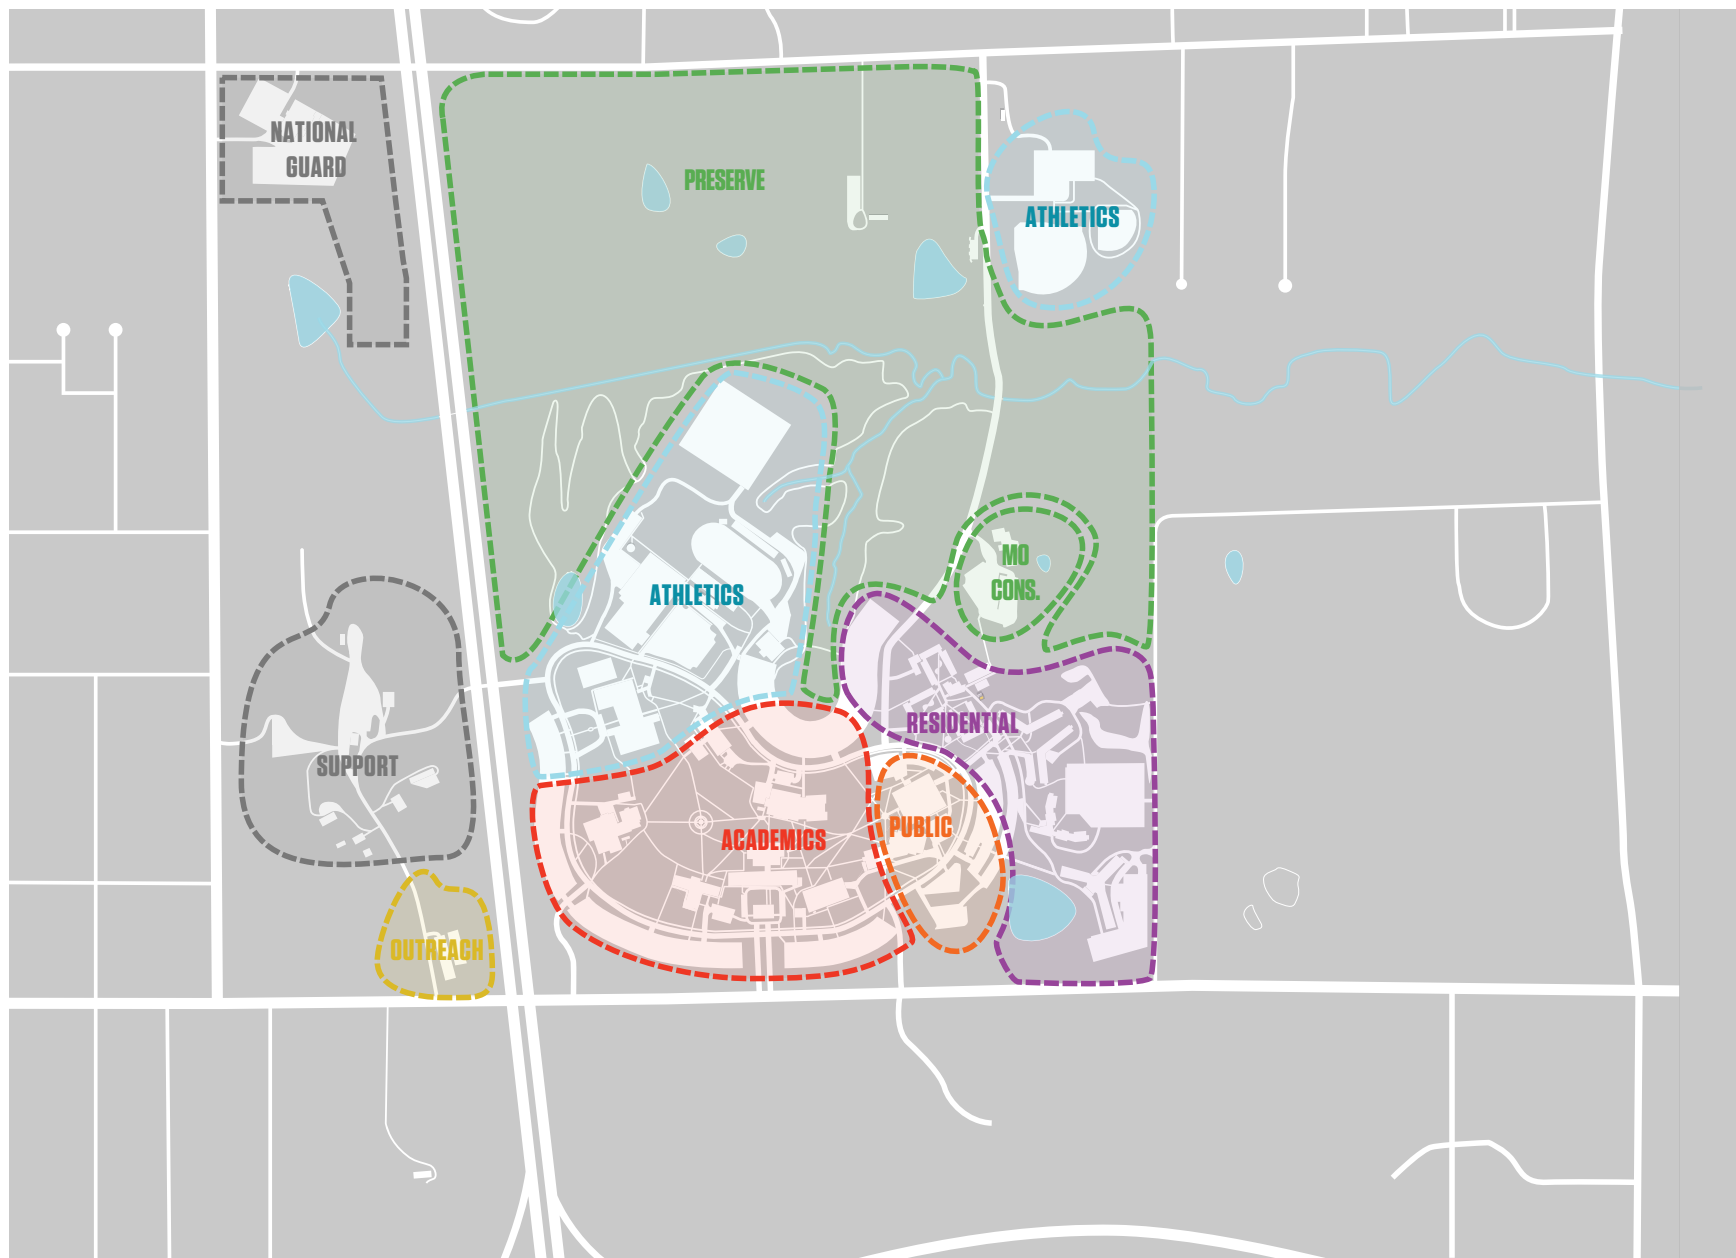 NATIONAL
GUARD
PRESERVE
ATHLETICS
MO
CONS.
ATHLETICS
RESIDENTIAL
SUPPORT
ACADEMICS
PUBLIC
OUTREACH